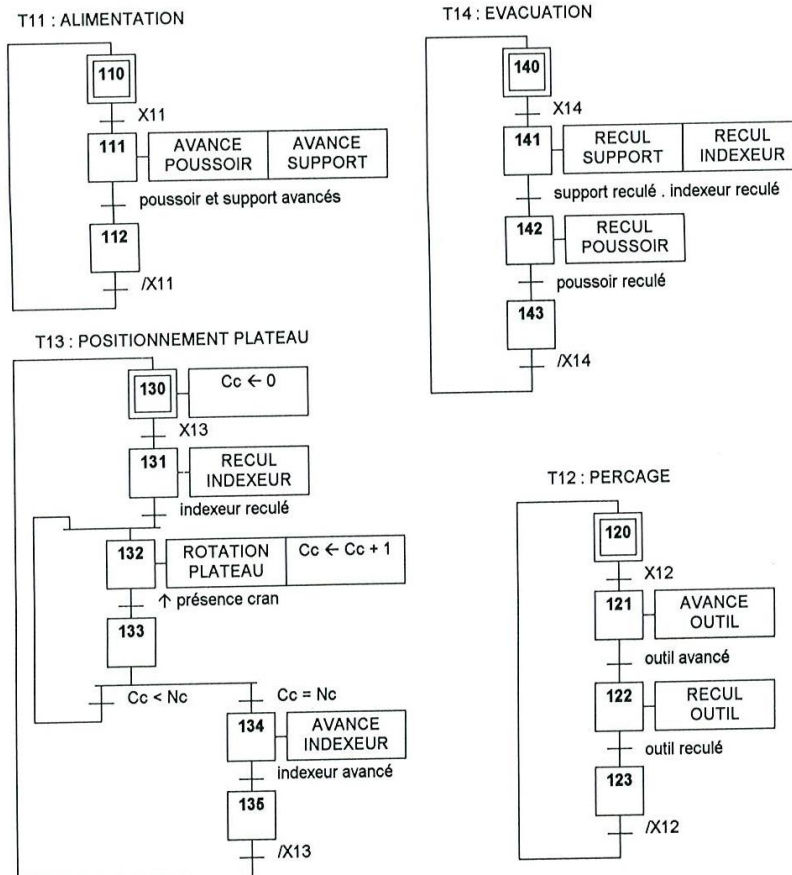 T11 : ALIMENTATION
110
X11
111
AVANCE
POUSSOIR
AVANCE
SUPPORT
poussoir et support avancés
112
/X11
T14 : EVACUATION
140
X14
141
RECUL
SUPPORT
RECUL
INDEXEUR
support reculé . indexeur reculé
142
RECUL
POUSSOIR
poussoir reculé
143
/X14
T13 : POSITIONNEMENT PLATEAU
130
Cc ← 0
X13
131
RECUL
INDEXEUR
indexeur reculé
132
ROTATION
PLATEAU
Cc ← Cc + 1
↑ présence cran
133
Cc < Nc
Cc = Nc
134
AVANCE
INDEXEUR
indexeur avancé
135
/X13
T12 : PERCAGE
120
X12
121
AVANCE
OUTIL
outil avancé
122
RECUL
OUTIL
outil reculé
123
/X12